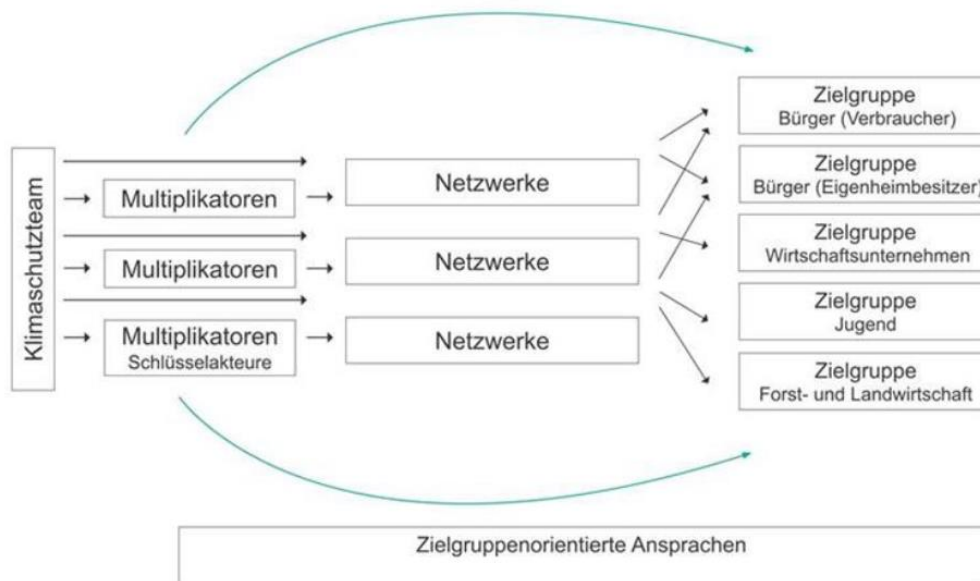 Klimaschutzteam
Multiplikatoren
Multiplikatoren
Multiplikatoren
Schlüsselakteure
Netzwerke
Netzwerke
Netzwerke
Zielgruppe
Bürger (Verbraucher)
Zielgruppe
Bürger (Eigenheimbesitzer)
Zielgruppe
Wirtschaftsunternehmen
Zielgruppe
Jugend
Zielgruppe
Forst- und Landwirtschaft
Zielgruppenorientierte Ansprachen